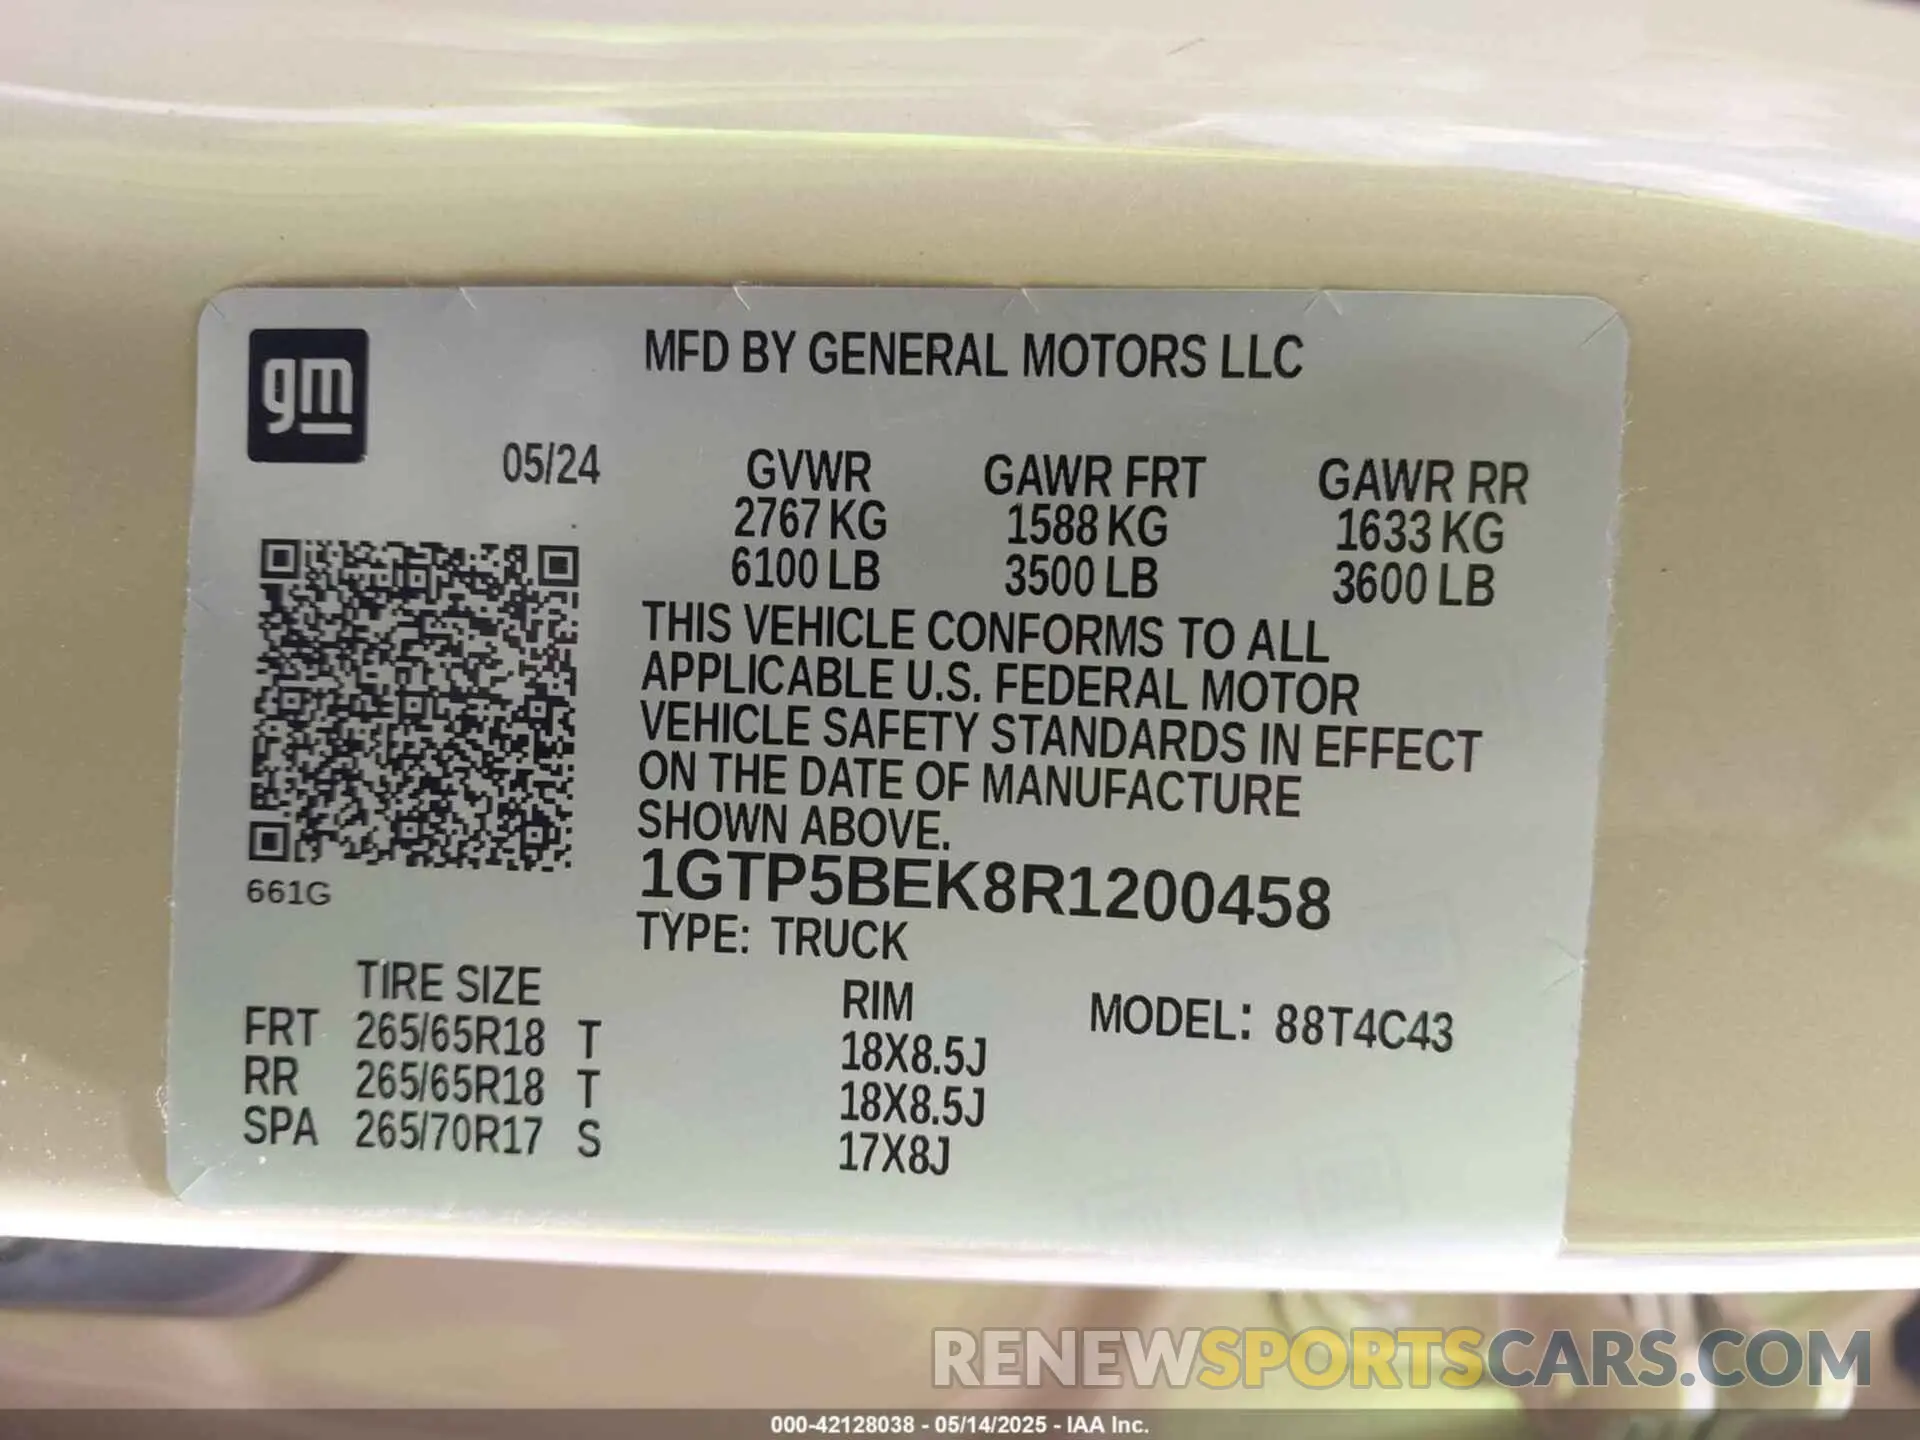 gm
MFD BY GENERAL MOTORS LLC
05/24
GVWR GAWR FRT GAWR RR
2767 KG 1588 KG 1633 KG
6100 LB 3500 LB 3600 LB
THIS VEHICLE CONFORMS TO ALL
APPLICABLE U.S. FEDERAL MOTOR
VEHICLE SAFETY STANDARDS IN EFFECT
ON THE DATE OF MANUFACTURE
SHOWN ABOVE.
661G
1GTP5BEK8R1200458
TYPE: TRUCK
TIRE SIZE RIM MODEL: 88T4C43
FRT 265/65R18 T 18X8.5J
RR 265/65R18 T 18X8.5J
SPA 265/70R17 S 17X8J
RENEWSPORTSCARS.COM
000-42128038 - 05/14/2025 - IAA Inc.